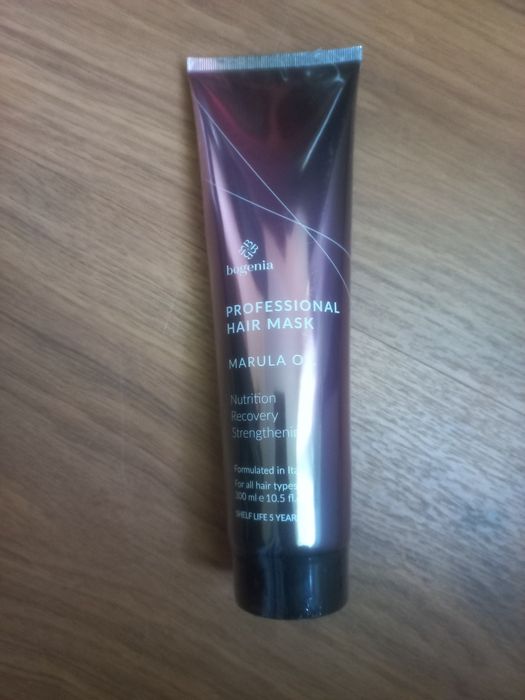 bogenia
PROFESSIONAL
HAIR MASK
MARULA
Nutrition
Recovery
Formulated in
For all hair types
300 ml e 10.5
SHELF LIFE 5